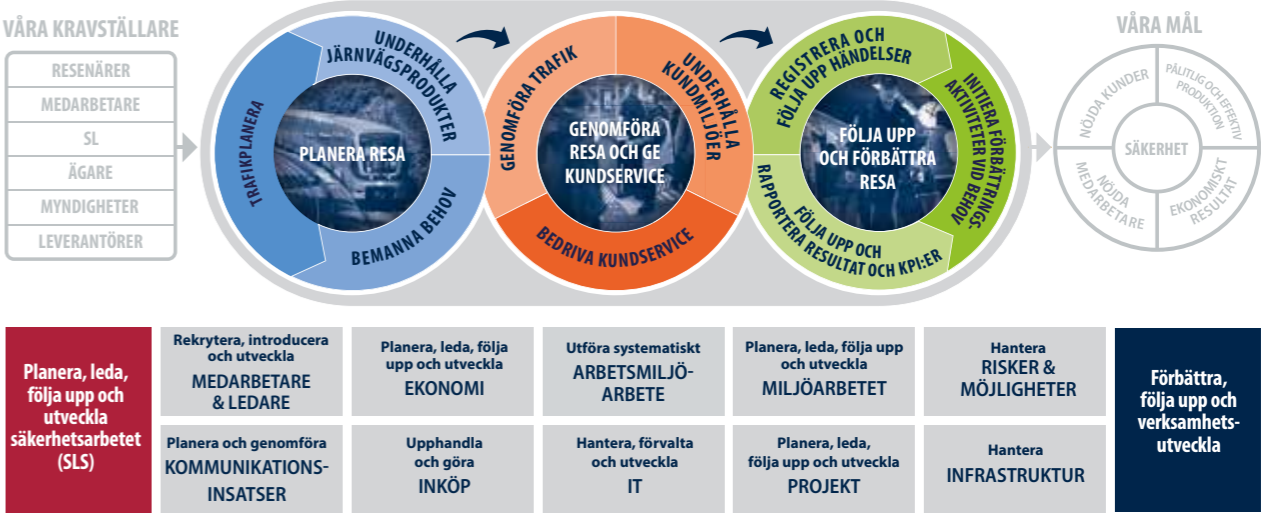 VÅRA KRAVSTÄLLARE
RESENÄRER
MEDARBETARE
SL
ÄGARE
MYNDIGHETER
LEVERANTÖRER
TRAFIKPLANERA
UNDERHÅLLA
JÄRNVÄGSPRODUKTER
BEMANNA BEHOV
PLANERA RESA
GENOMFÖRA TRAFIK
UNDERHÅLLA
KUNDMILJÖER
BEDRIVA KUNDSERVICE
GENOMFÖRA
RESA OCH GE
KUNDSERVICE
REGISTRERA OCH
FÖLJA UPP HÄNDELSER
INITIERA FÖRBÄTTRINGS-
AKTIVITETER VID BEHOV
FÖLJA UPP OCH
RAPPORTERA RESULTAT OCH KPI:ER
FÖLJA UPP
OCH FÖRBÄTTRA
RESA
VÅRA MÅL
NÖJDA KUNDER
PÅLITLIG OCH EFFEKTIV
PRODUKTION
SÄKERHET
NÖJDA
MEDARBETARE
EKONOMISKT
RESULTAT
Planera, leda,
följa upp och
utveckla
säkerhetsarbetet
(SLS)
Rekrytera, introducera
och utveckla
MEDARBETARE
& LEDARE
Planera, leda, följa
upp och utveckla
EKONOMI
Utföra systematiskt
ARBETSMILJÖ-
ARBETE
Planera, leda, följa upp
och utveckla
MILJÖARBETET
Hantera
RISKER &
MÖJLIGHETER
Planera och genomföra
KOMMUNIKATIONS-
INSATSER
Upphandla
och göra
INKÖP
Hantera, förvalta
och utveckla
IT
Planera, leda,
följa upp och utveckla
PROJEKT
Hantera
INFRASTRUKTUR
Förbättra,
följa upp och
verksamhets-
utveckla